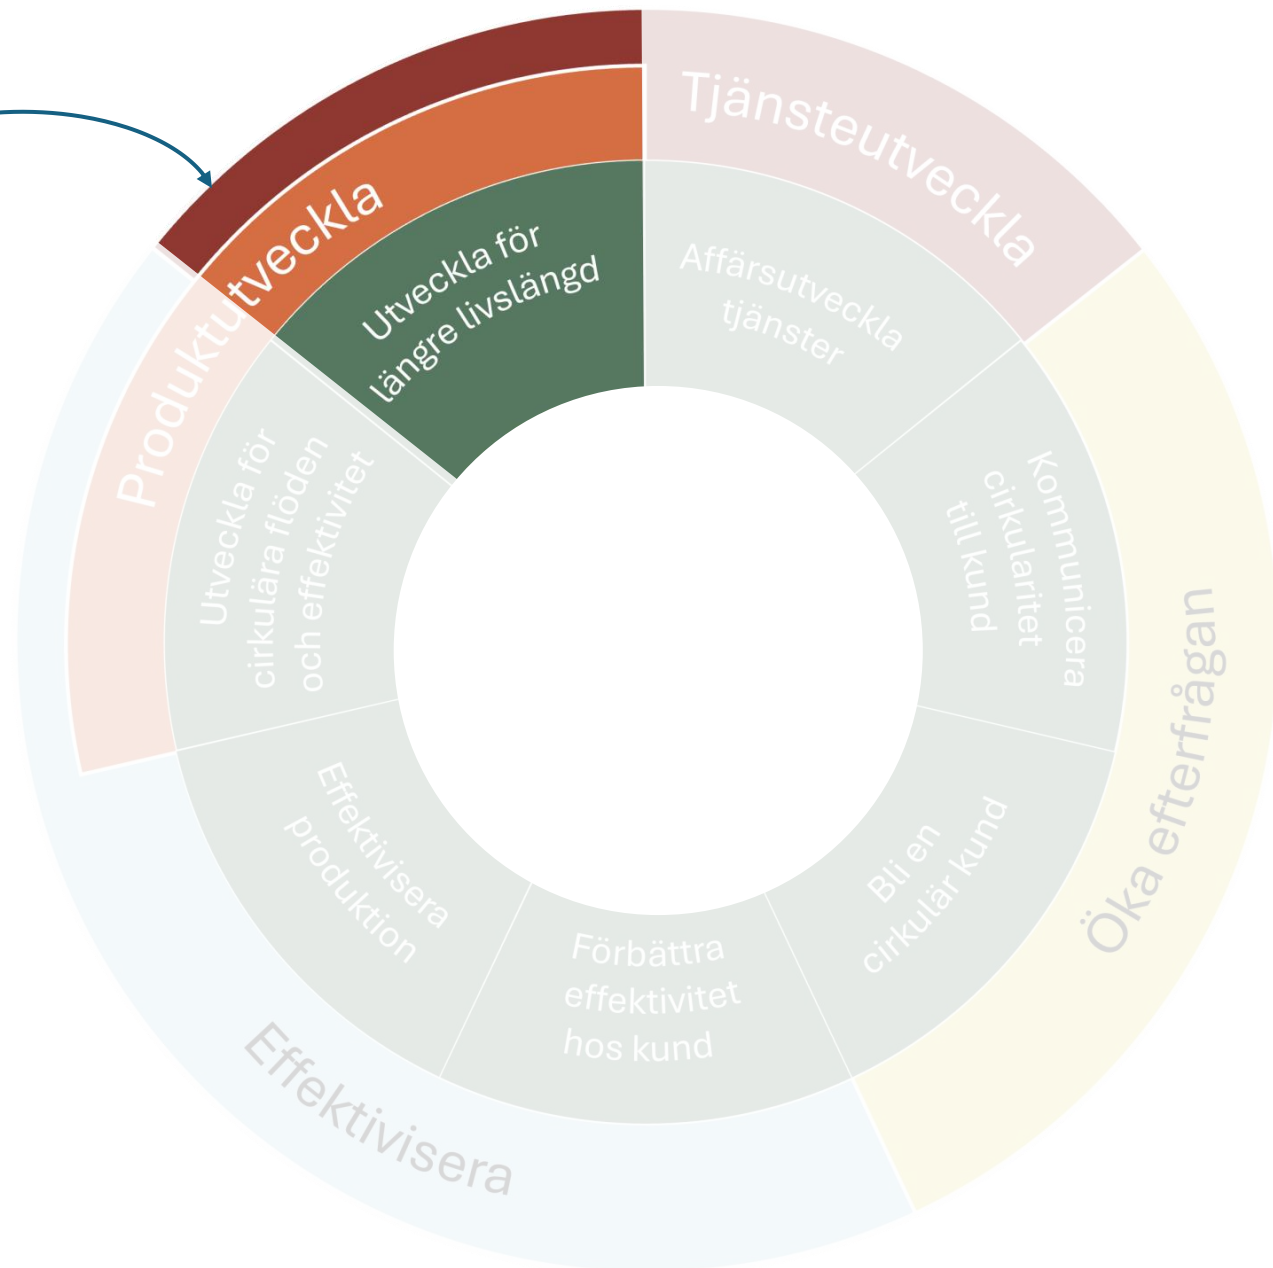 Tjänsteutveckla
Produktutveckla
Utveckla för
längre livslängd
Affärsutveckla
tjänster
Kommunicera
cirkularitet
till kund
Utveckla för
cirkulära flöden
och effektivitet
Öka efterfrågan
Effektivisera
produktion
Bli en
cirkulär kund
Förbättra
effektivitet
hos kund
Effektivisera